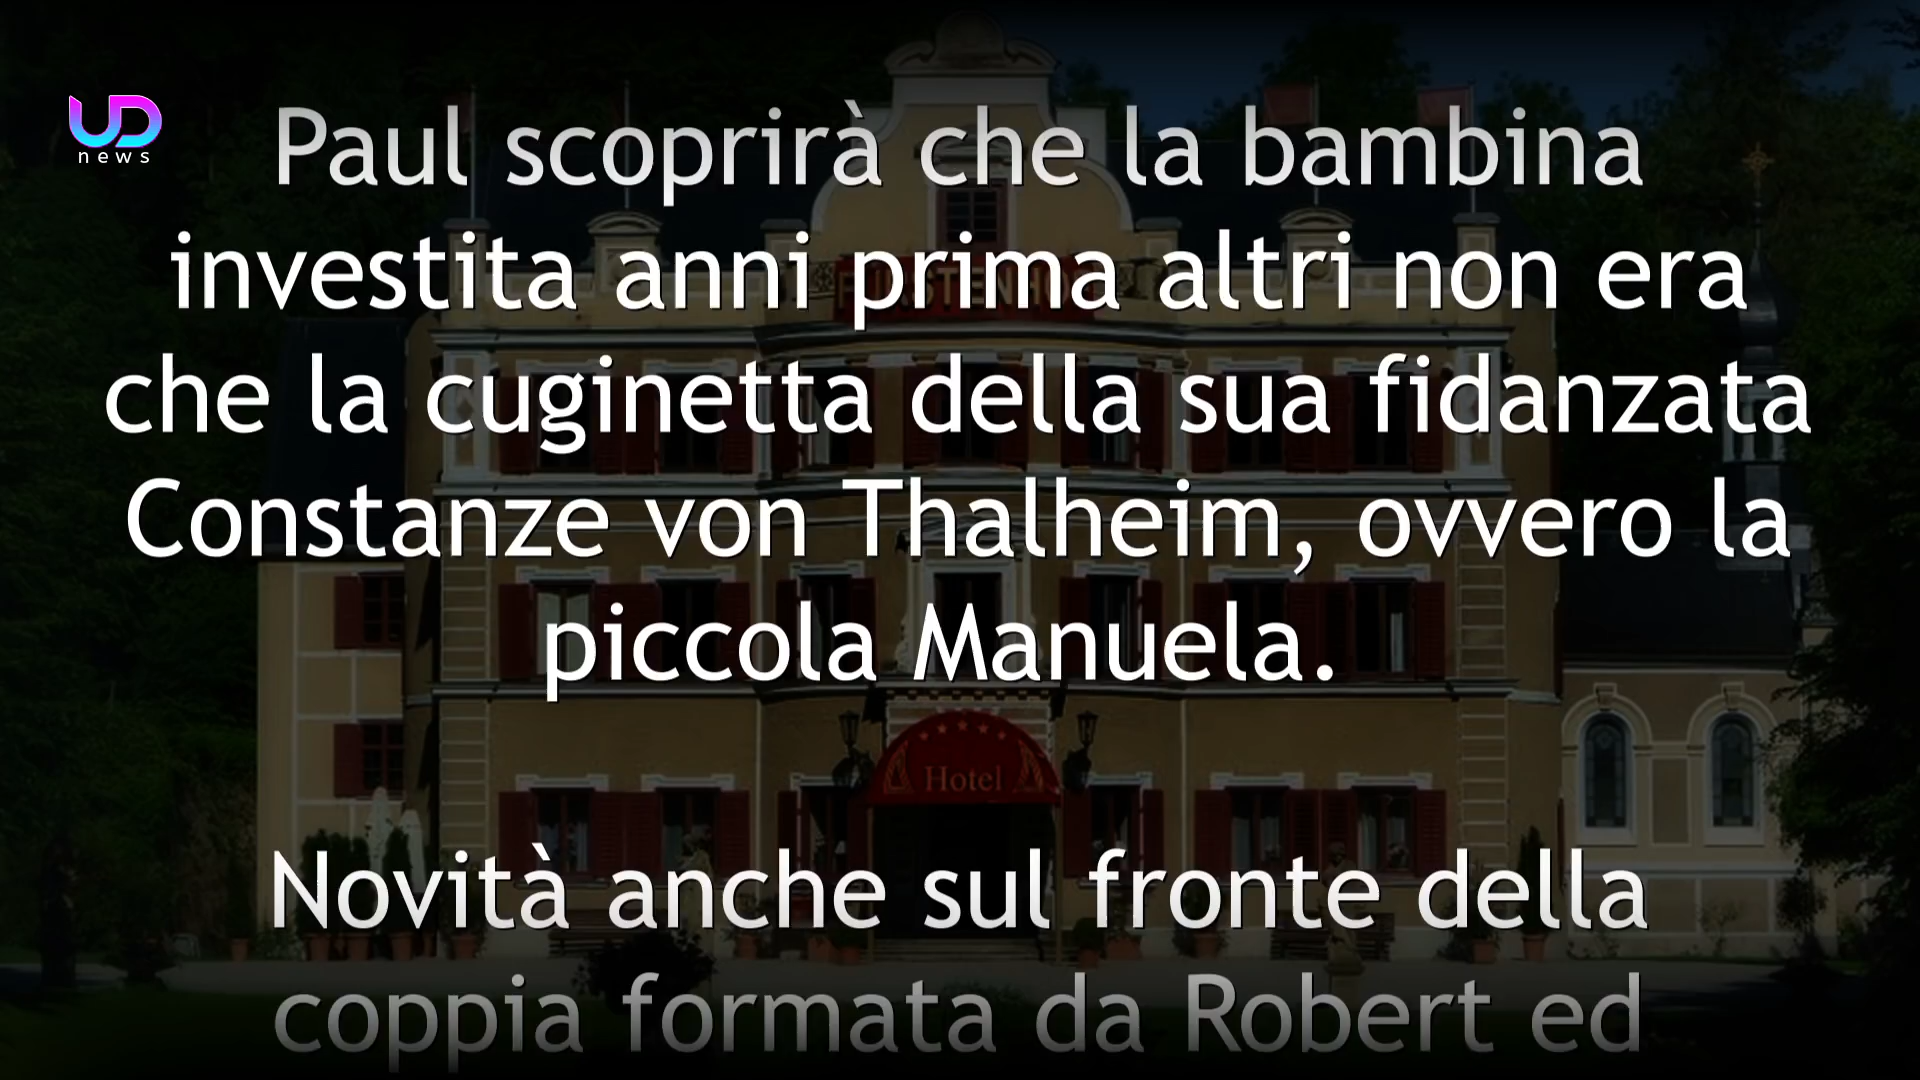 UD
news
Paul scoprirà che la bambina
investita anni prima altri non era
che la cuginetta della sua fidanzata
Constanze von Thalheim, ovvero la
piccola Manuela.
Hotel
Novità anche sul fronte della
coppia formata da Robert ed